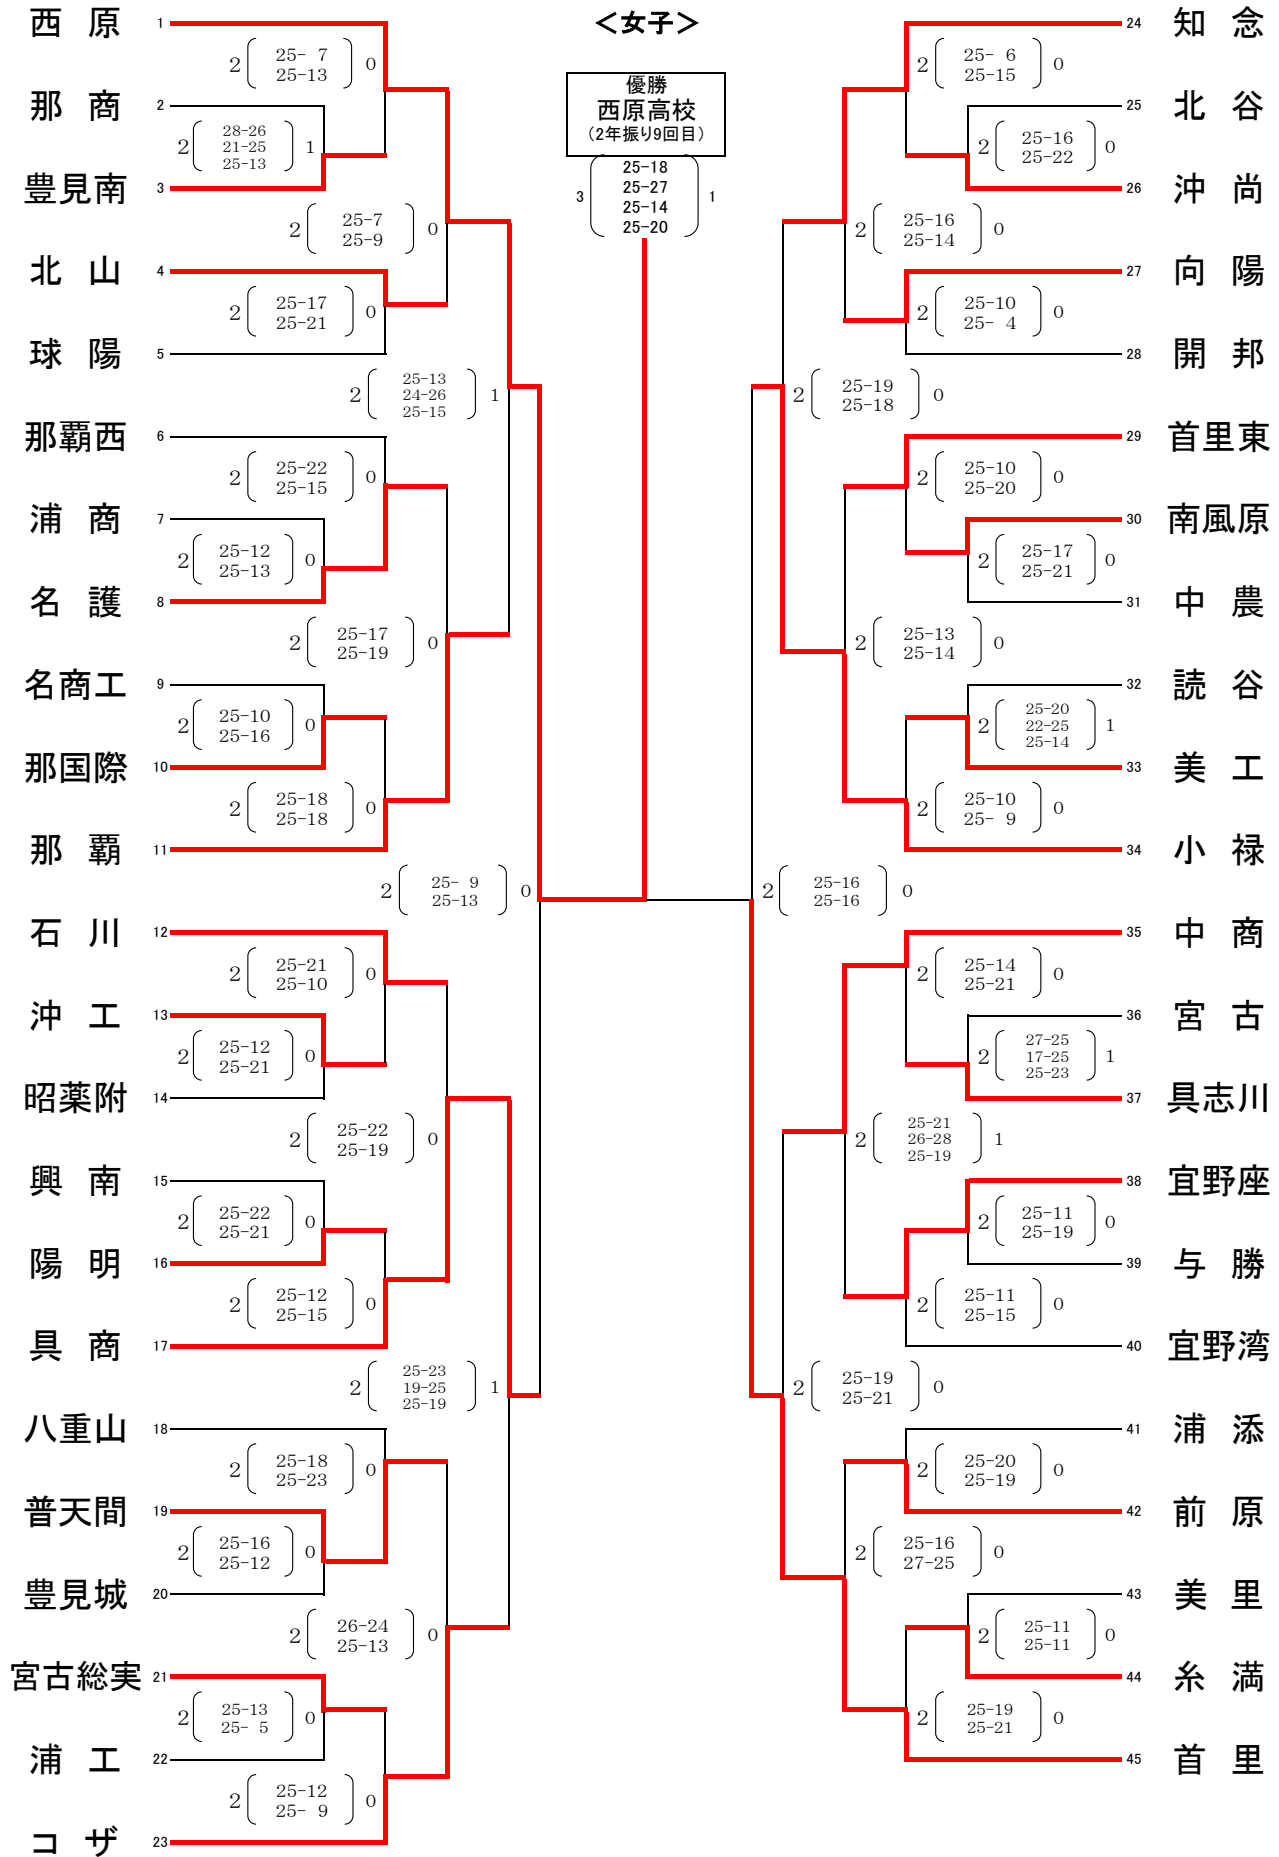 ＜女子＞
優勝
西原高校
（2年振り9回目）
3 25-18 1
25-27
25-14
25-20
西 原 1
2 25- 7 0
25-13
那 商 2
2 28-26 1
21-25
25-13
豊見南 3
2 25-7 0
25-9
北 山 4
2 25-17 0
25-21
球 陽 5
2 25-13 1
24-26
25-15
那覇西 6
2 25-22 0
25-15
浦 商 7
2 25-12 0
25-13
名 護 8
2 25-17 0
25-19
名商工 9
2 25-10 0
25-16
那国際 10
2 25-18 0
25-18
那 覇 11
2 25- 9 0
25-13
石 川 12
2 25-21 0
25-10
沖 工 13
2 25-12 0
25-21
昭薬附 14
2 25-22 0
25-19
興 南 15
2 25-22 0
25-21
陽 明 16
2 25-12 0
25-15
具 商 17
2 25-23 1
19-25
25-19
八重山 18
2 25-18 0
25-23
普天間 19
2 25-16 0
25-12
豊見城 20
2 26-24 0
25-13
宮古総実 21
2 25-13 0
25- 5
浦 工 22
2 25-12 0
25- 9
コ ザ 23
24 知 念
2 25- 6 0
25-15
25 北 谷
2 25-16 0
25-22
26 沖 尚
2 25-16 0
25-14
27 向 陽
2 25-10 0
25- 4
28 開 邦
2 25-19 0
25-18
29 首里東
2 25-10 0
25-20
30 南風原
2 25-17 0
25-21
31 中 農
2 25-13 0
25-14
32 読 谷
2 25-20 1
22-25
25-14
33 美 工
2 25-10 0
25- 9
34 小 禄
2 25-16 0
25-16
35 中 商
2 25-14 0
25-21
36 宮 古
2 27-25 1
17-25
25-23
37 具志川
2 25-21 1
26-28
25-19
38 宜野座
2 25-11 0
25-19
39 与 勝
2 25-11 0
25-15
40 宜野湾
2 25-19 0
25-21
41 浦 添
2 25-20 0
25-19
42 前 原
2 25-16 0
27-25
43 美 里
2 25-11 0
25-11
44 糸 満
2 25-19 0
25-21
45 首 里